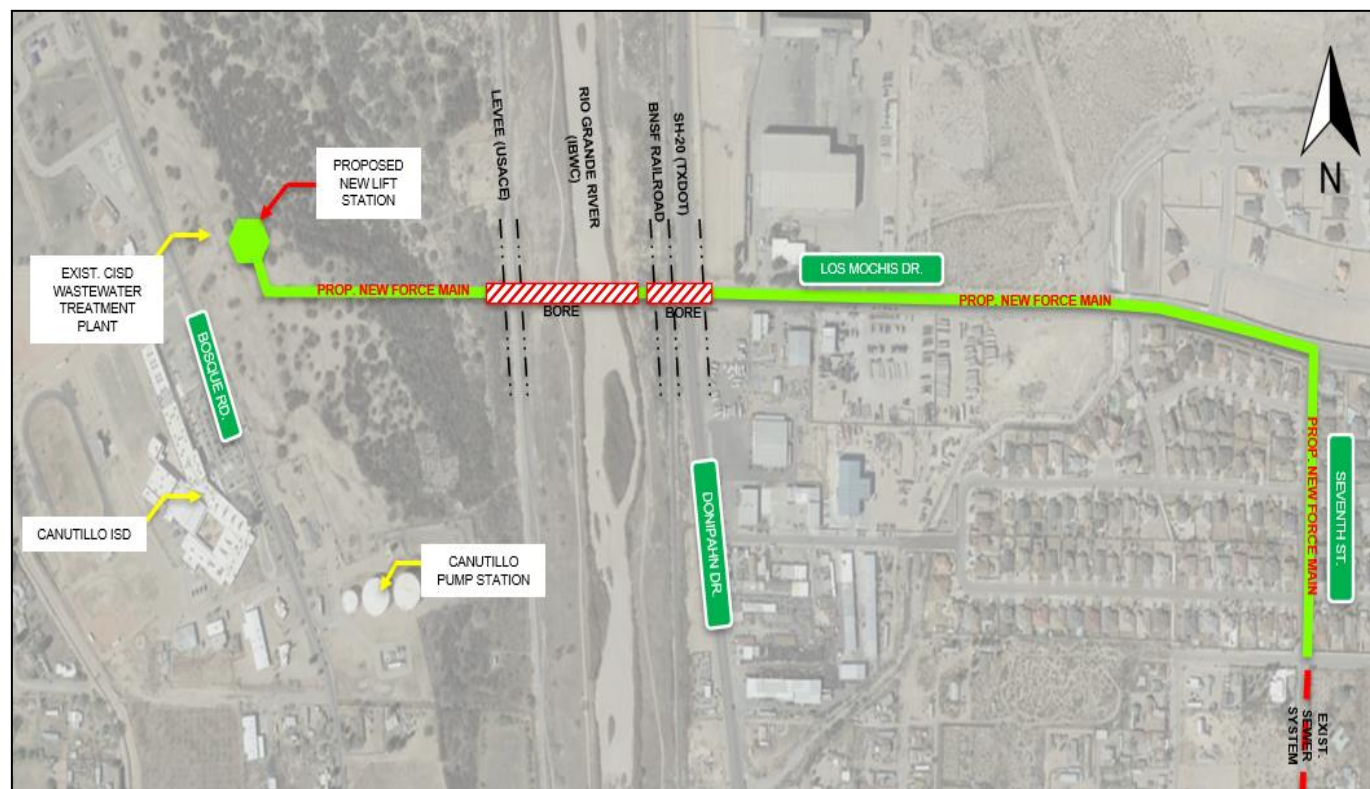 LEVEE (USACE)
RIO GRANDE RIVER
(IBWC)
BNSF RAILROAD
SH-20 (TXDOT)
N
PROPOSED
NEW LIFT
STATION
EXIST. CISD
WASTEWATER
TREATMENT
PLANT
PROP. NEW FORCE MAIN
BORE
BORE
LOS MOCHIS DR.
PROP. NEW FORCE MAIN
BOSQUE RD.
PROP. NEW FORCE MAIN
SEVENTH ST.
CANUTILLO ISD
CANUTILLO
PUMP STATION
DONIPAHN DR.
EXIST.
SEWER
SYSTEM